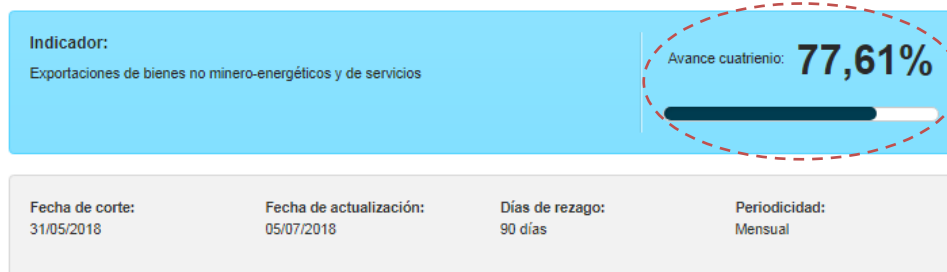 Indicador:
Exportaciones de bienes no minero-energéticos y de servicios
Avance cuatrienio: 77,61%
Fecha de corte: Fecha de actualización: Días de rezago: Periodicidad:
31/05/2018 05/07/2018 90 días Mensual